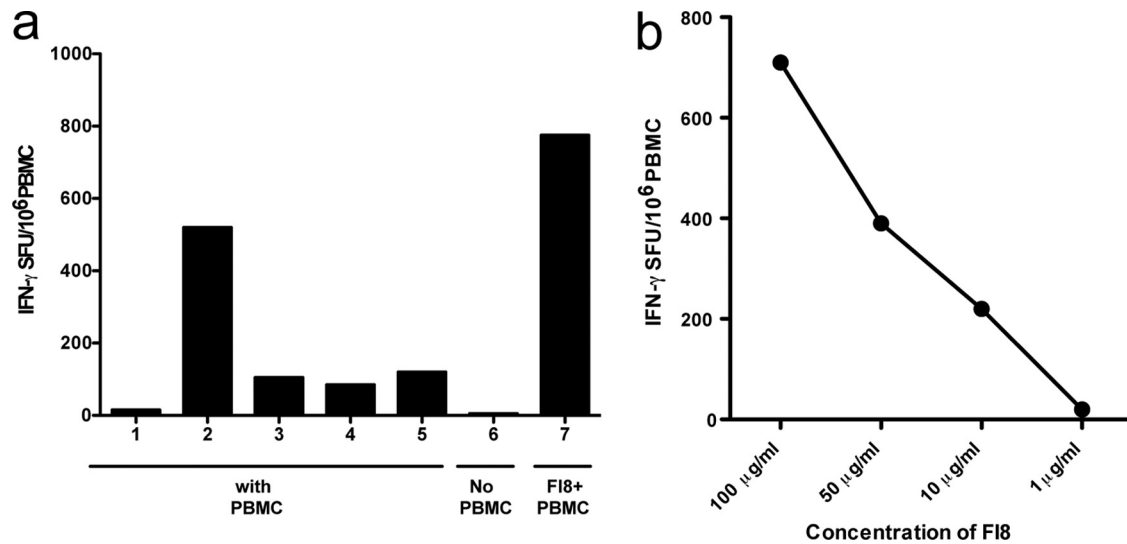 a
IFN-γ SFU/10⁶PBMC
1000
800
600
400
200
0
1 2 3 4 5 6 7
with
PBMC
No
PBMC
FI8+
PBMC
b
IFN-γ SFU/10⁶PBMC
800
600
400
200
0
100 μg/ml
50 μg/ml
10 μg/ml
1 μg/ml
Concentration of FI8